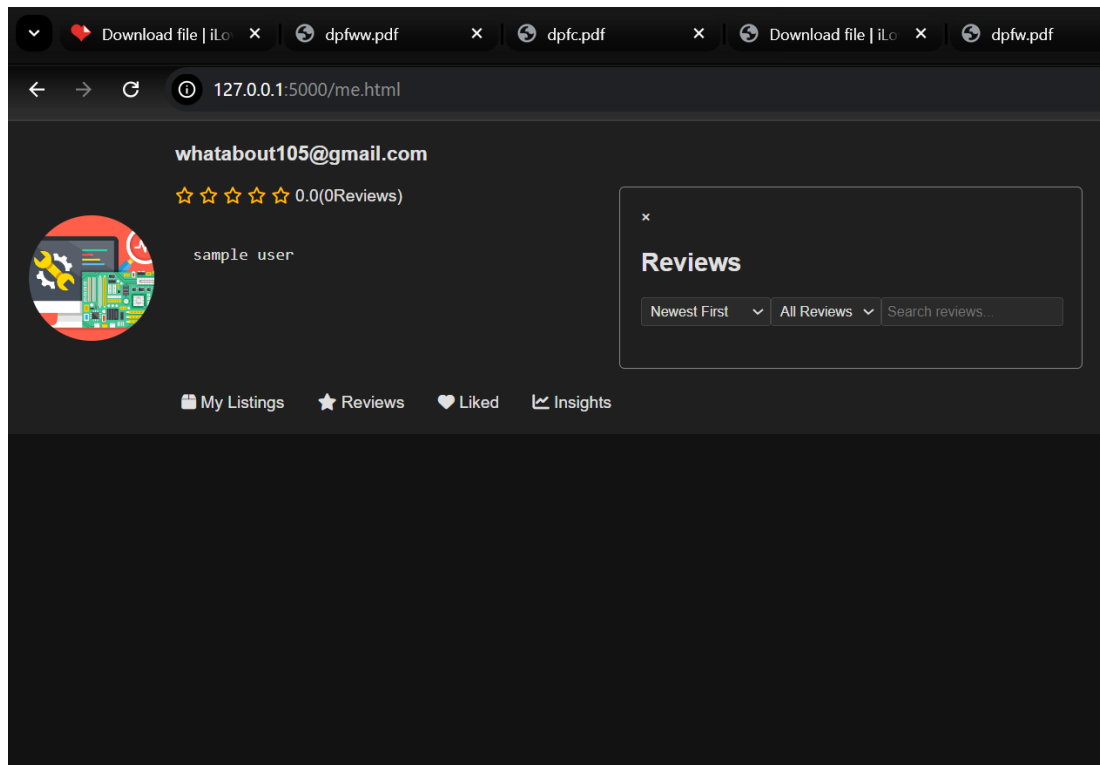 Download file | iLo
dpfww.pdf
dpfc.pdf
Download file | iLo
dpfw.pdf
127.0.0.1:5000/me.html
whatabout105@gmail.com
0.0(0Reviews)
sample user
×
Reviews
Newest First
All Reviews
Search reviews...
My Listings
Reviews
Liked
Insights